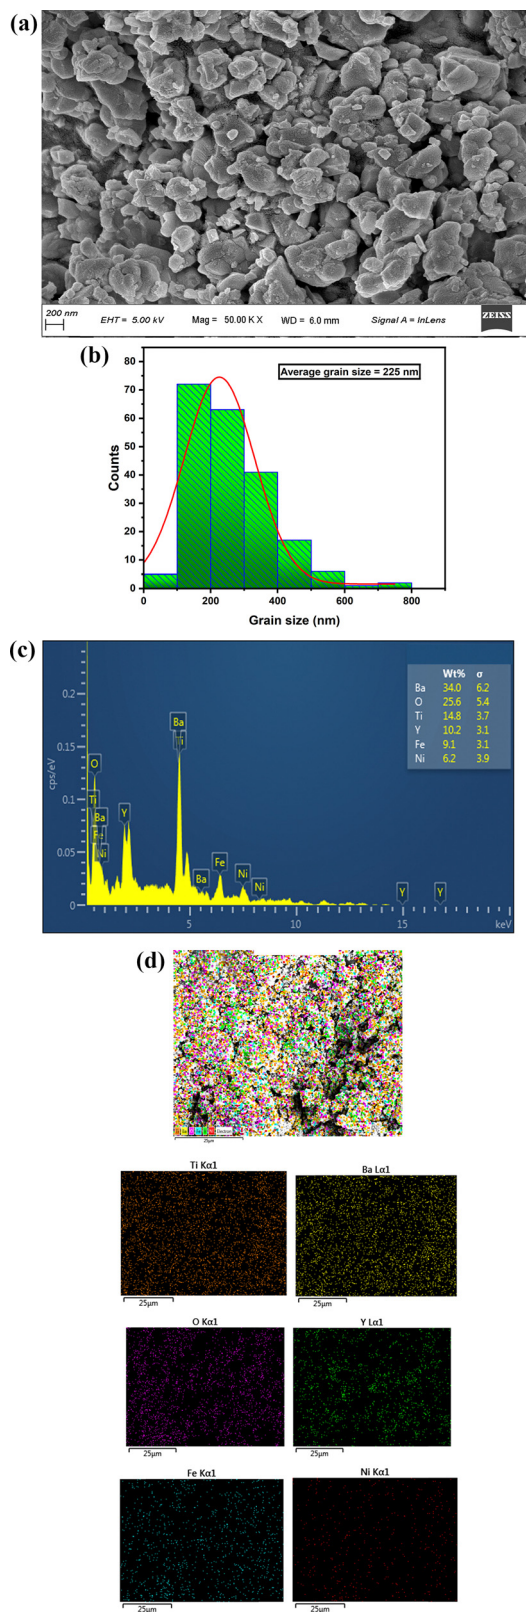 (a)
200 nm
EHT = 5.00 kV Mag = 50.00 K X WD = 6.0 mm Signal A = InLens
ZEISS
(b)
Average grain size = 225 nm
Counts
80
70
60
50
40
30
20
10
0
0 200 400 600 800
Grain size (nm)
(c)
Wt% σ
Ba 34.0 6.2
O 25.6 5.4
Ti 14.8 3.7
Y 10.2 3.1
Fe 9.1 3.1
Ni 6.2 3.9
cps/eV
0.2
0.15
0.1
0.05
0
Ba
Ti
O
Ti
Ba
Fe
Ni
Y
Ba
Fe
Ni
Ni
Y
Y
5 10 15 keV
(d)
Electron
25μm
Ti Kα1
25μm
Ba Lα1
25μm
O Kα1
25μm
Y Lα1
25μm
Fe Kα1
25μm
Ni Kα1
25μm